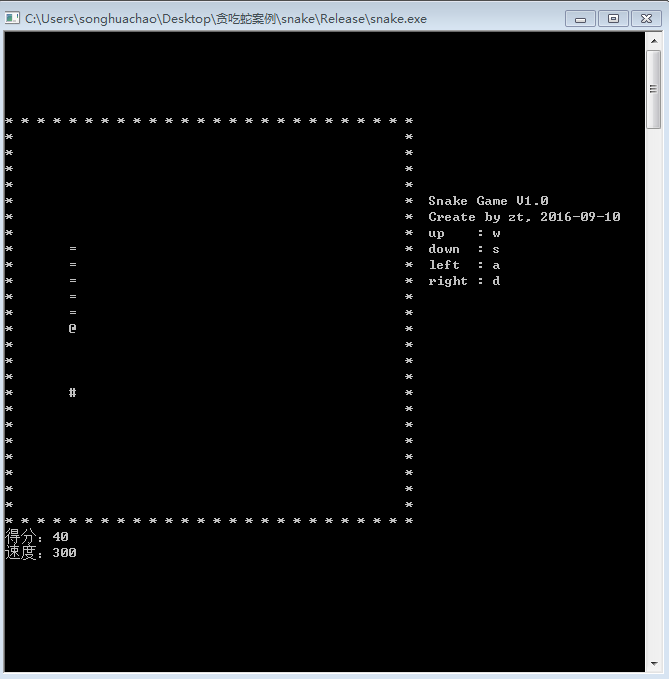 C:\Users\songhuachao\Desktop\贪吃蛇案例\snake\Release\snake.exe
Snake Game V1.0
Create by zt, 2016-09-10
up : w
down : s
left : a
right : d
得分: 40
速度: 300